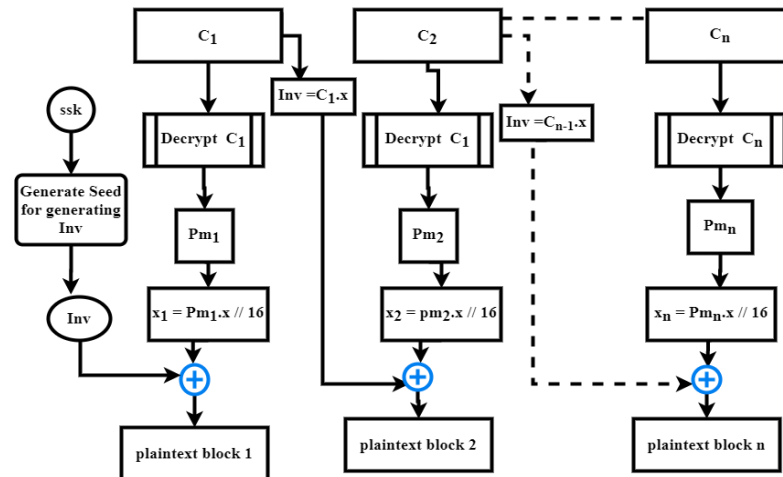 C1
C2
Cn
Inv =C1.x
ssk
Inv =Cn-1.x
Decrypt C1
Decrypt C1
Decrypt Cn
Generate Seed
for generating
Inv
Pm1
Pm2
Pmn
Inv
x1 = Pm1.x // 16
x2 = pm2.x // 16
xn = Pmn.x // 16
plaintext block 1
plaintext block 2
plaintext block n